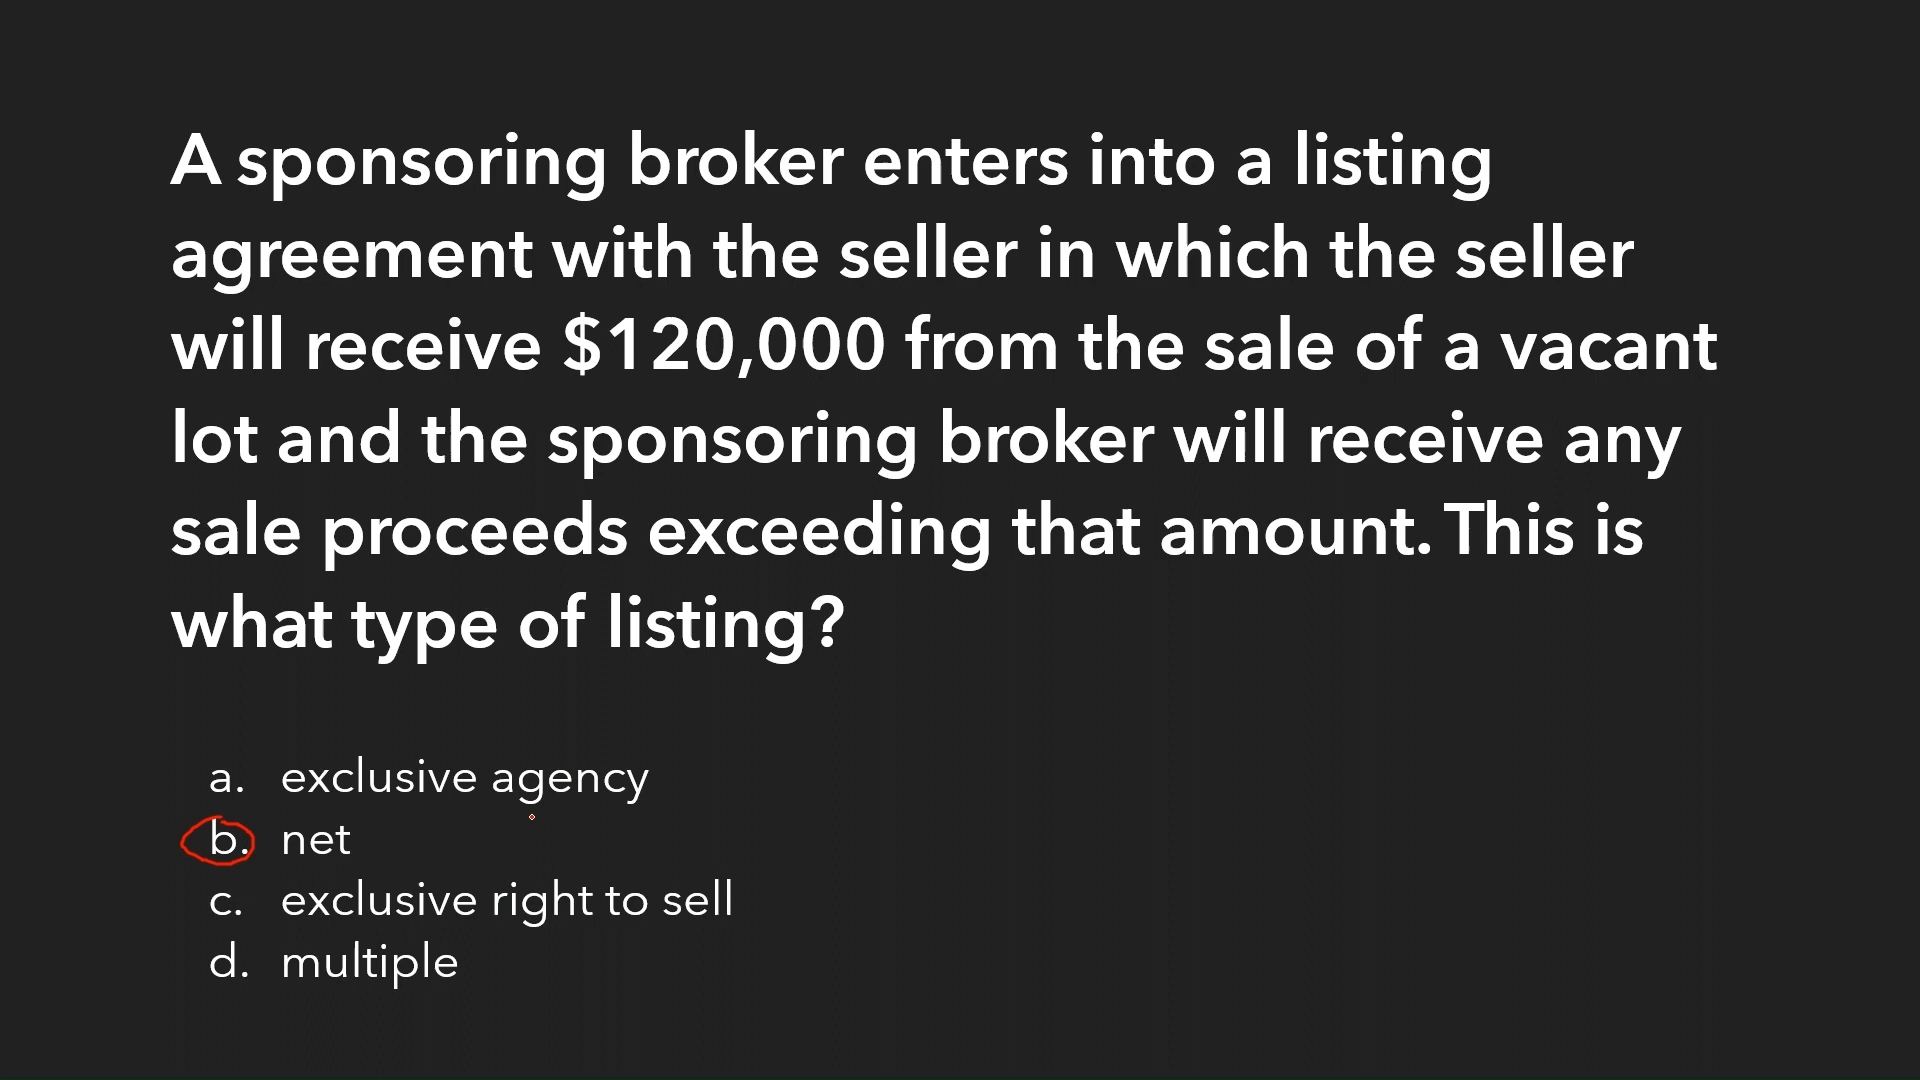 A sponsoring broker enters into a listing
agreement with the seller in which the seller
will receive $120,000 from the sale of a vacant
lot and the sponsoring broker will receive any
sale proceeds exceeding that amount. This is
what type of listing?
a. exclusive agency
b. net
c. exclusive right to sell
d. multiple